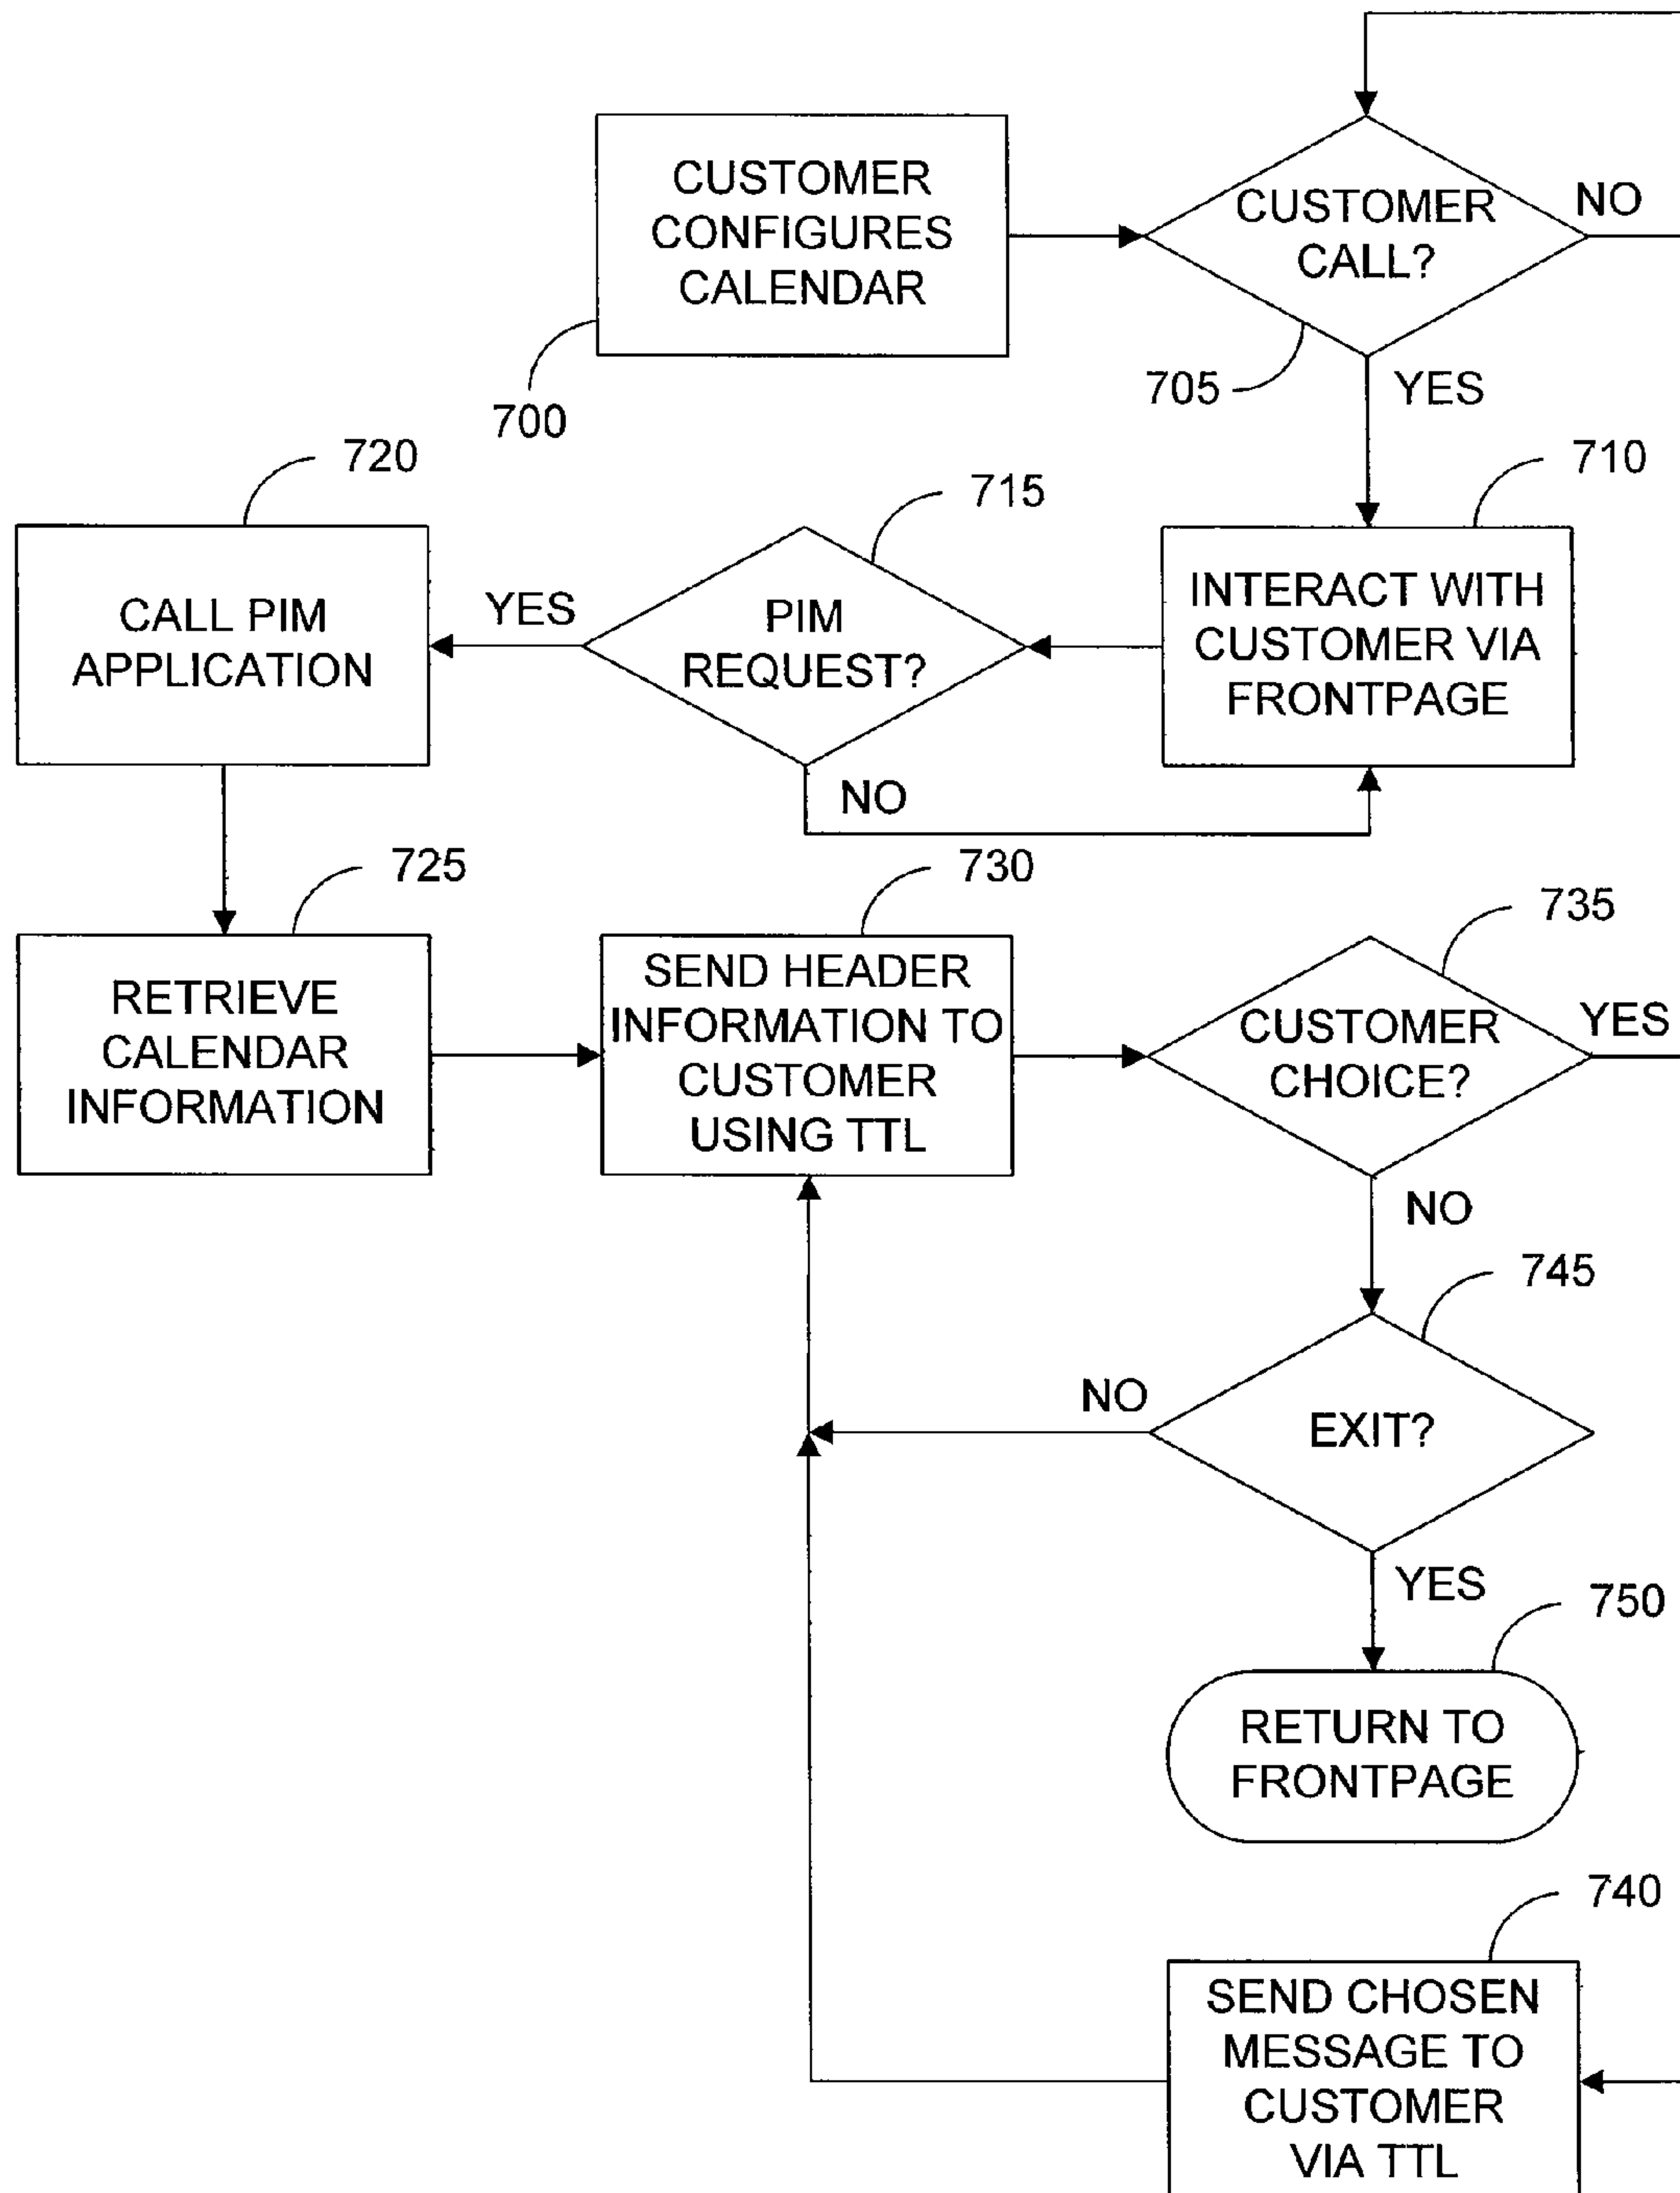 CUSTOMER
CONFIGURES
CALENDAR
700
CUSTOMER
CALL?
NO
705
YES
720
715
710
CALL PIM
APPLICATION
YES
PIM
REQUEST?
INTERACT WITH
CUSTOMER VIA
FRONTPAGE
NO
725
730
735
RETRIEVE
CALENDAR
INFORMATION
SEND HEADER
INFORMATION TO
CUSTOMER
USING TTL
CUSTOMER
CHOICE?
YES
NO
745
NO
EXIT?
YES
750
RETURN TO
FRONTPAGE
740
SEND CHOSEN
MESSAGE TO
CUSTOMER
VIA TTL